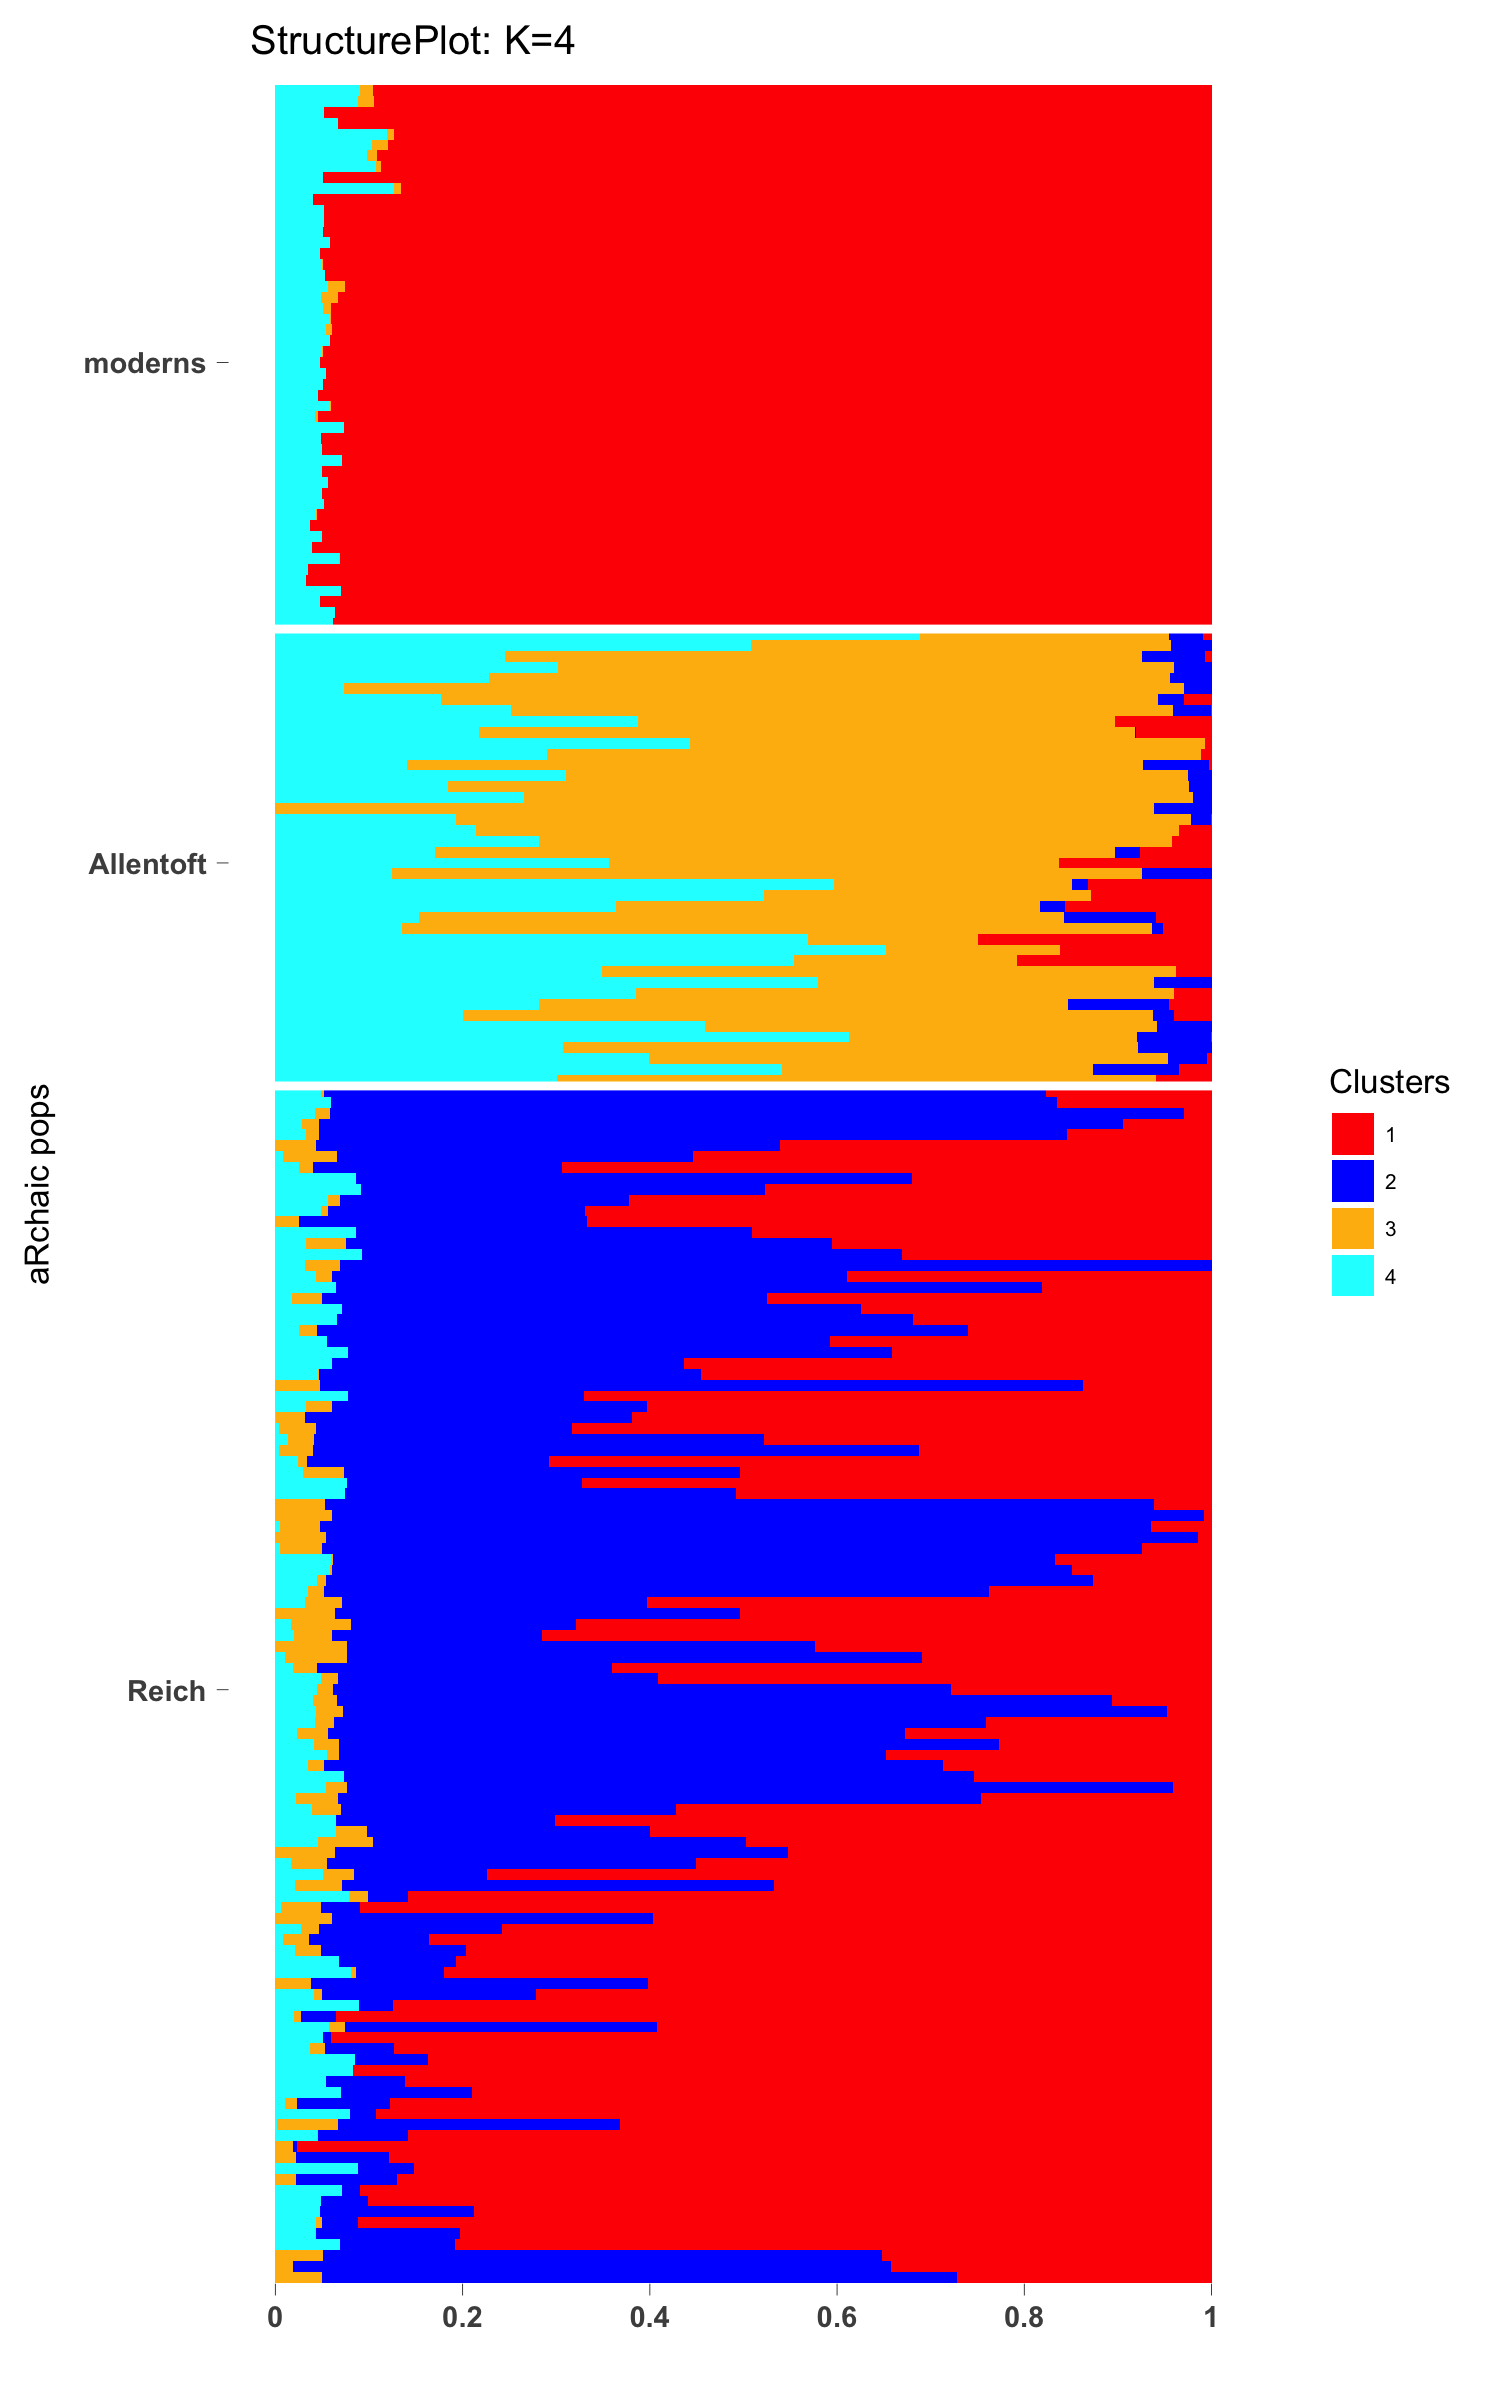 StructurePlot: K=4
moderns
Allentoft
aRchaic pops
Reich
Clusters
1
2
3
4
0 0.2 0.4 0.6 0.8 1